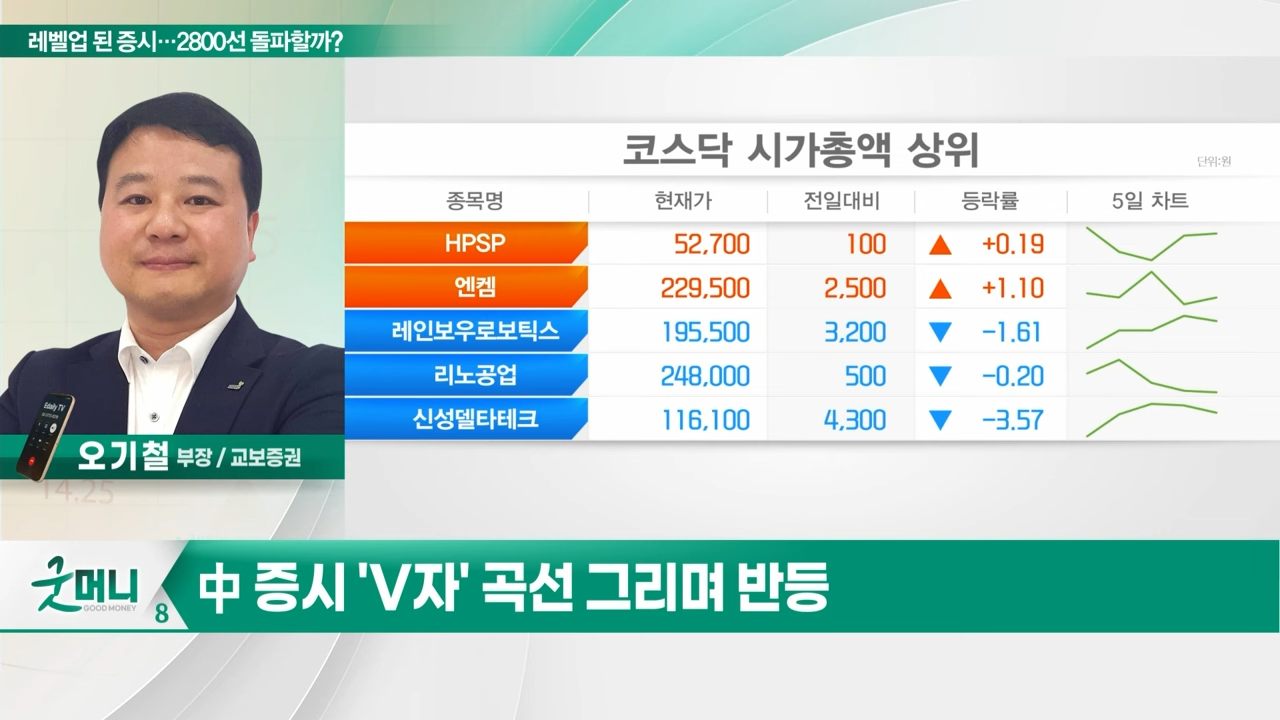 레벨업 된 증시…2800선 돌파할까?
코스닥 시가총액 상위
단위:원
종목명 현재가 전일대비 등락률 5일 차트
HPSP 52,700 100 ▲ +0.19
엔켐 229,500 2,500 ▲ +1.10
레인보우로보틱스 195,500 3,200 ▼ -1.61
리노공업 248,000 500 ▼ -0.20
신성델타테크 116,100 4,300 ▼ -3.57
Edaily TV
오기철 부장 / 교보증권
14.25
굿머니
GOOD MONEY
8
中 증시 'V자' 곡선 그리며 반등